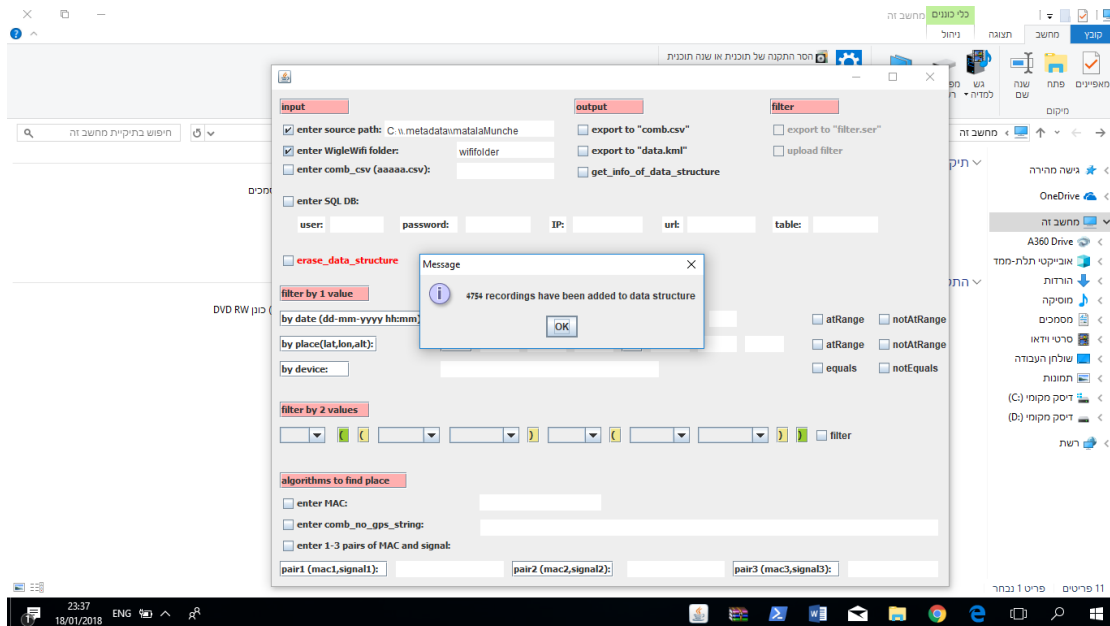 מחשב זה
כלי כוננים
קובץ
מחשב
תצוגה
ניהול
הסר התקנה של תוכנית או שנה תוכנית
מאפיינים
פתח
שנה שם
גש למדיה
מיקום
מחשב זה
חיפוש בתיקיית מחשב זה
גישה מהירה
OneDrive
מחשב זה
A360 Drive
אובייקטי תלת-ממד
הורדות
מוסיקה
מסמכים
סרטי וידאו
שולחן העבודה
תמונות
דיסק מקומי (C:)
דיסק מקומי (D:)
רשת
כונן DVD RW (
11 פריטים
פריט 1 נבחר
input
output
filter
enter source path: C:\\.metadata\\matalaMunche
export to "comb.csv"
export to "filter.ser"
enter WigleWifi folder: wififolder
export to "data.kml"
upload filter
enter comb_csv (aaaaa.csv):
get_info_of_data_structure
enter SQL DB:
user: password: IP: url: table:
erase_data_structure
Message
4754 recordings have been added to data structure
OK
filter by 1 value
by date (dd-mm-yyyy hh:mm)
atRange notAtRange
by place(lat,lon,alt):
atRange notAtRange
by device:
equals notEquals
filter by 2 values
( ( ) ( ) ) filter
algorithms to find place
enter MAC:
enter comb_no_gps_string:
enter 1-3 pairs of MAC and signal:
pair1 (mac1,signal1): pair2 (mac2,signal2): pair3 (mac3,signal3):
23:37
18/01/2018
ENG